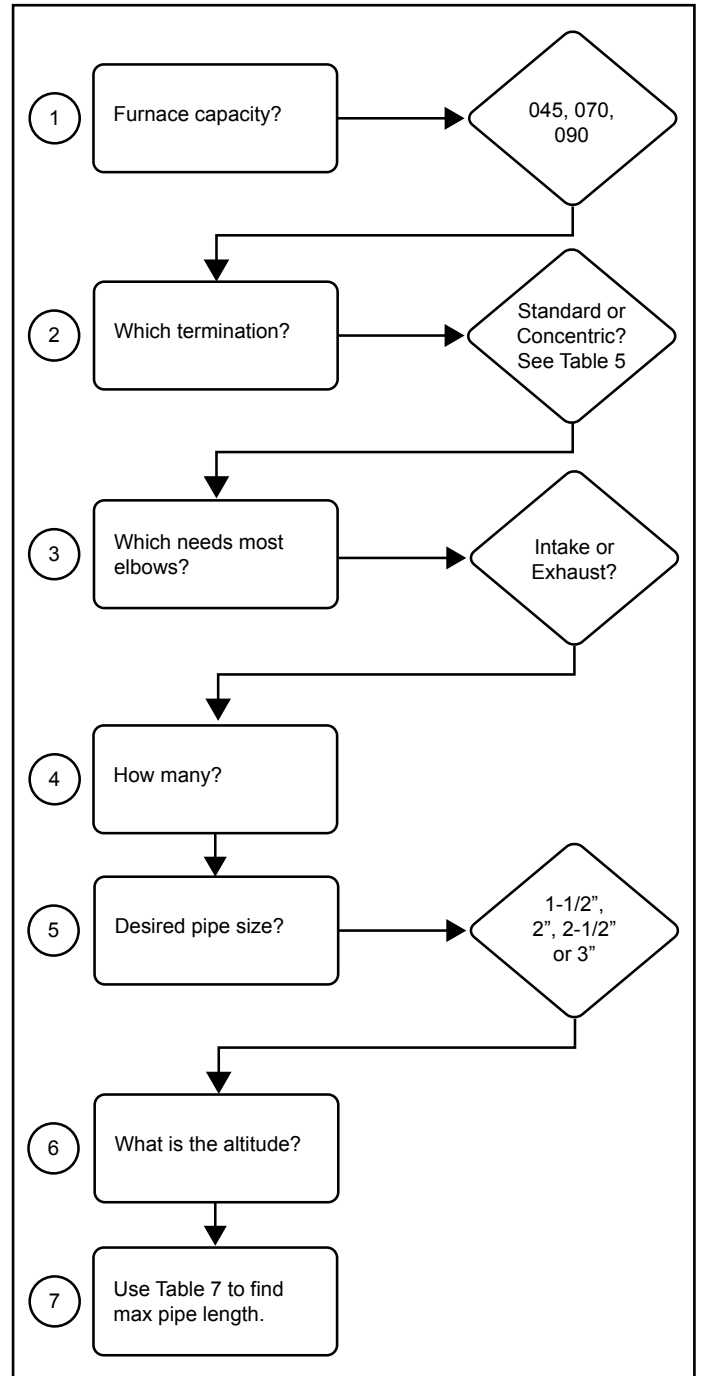 1
Furnace capacity?
045, 070,
090
2
Which termination?
Standard or
Concentric?
See Table 5
3
Which needs most
elbows?
Intake or
Exhaust?
4
How many?
5
Desired pipe size?
1-1/2”,
2”, 2-1/2”
or 3”
6
What is the altitude?
7
Use Table 7 to find
max pipe length.